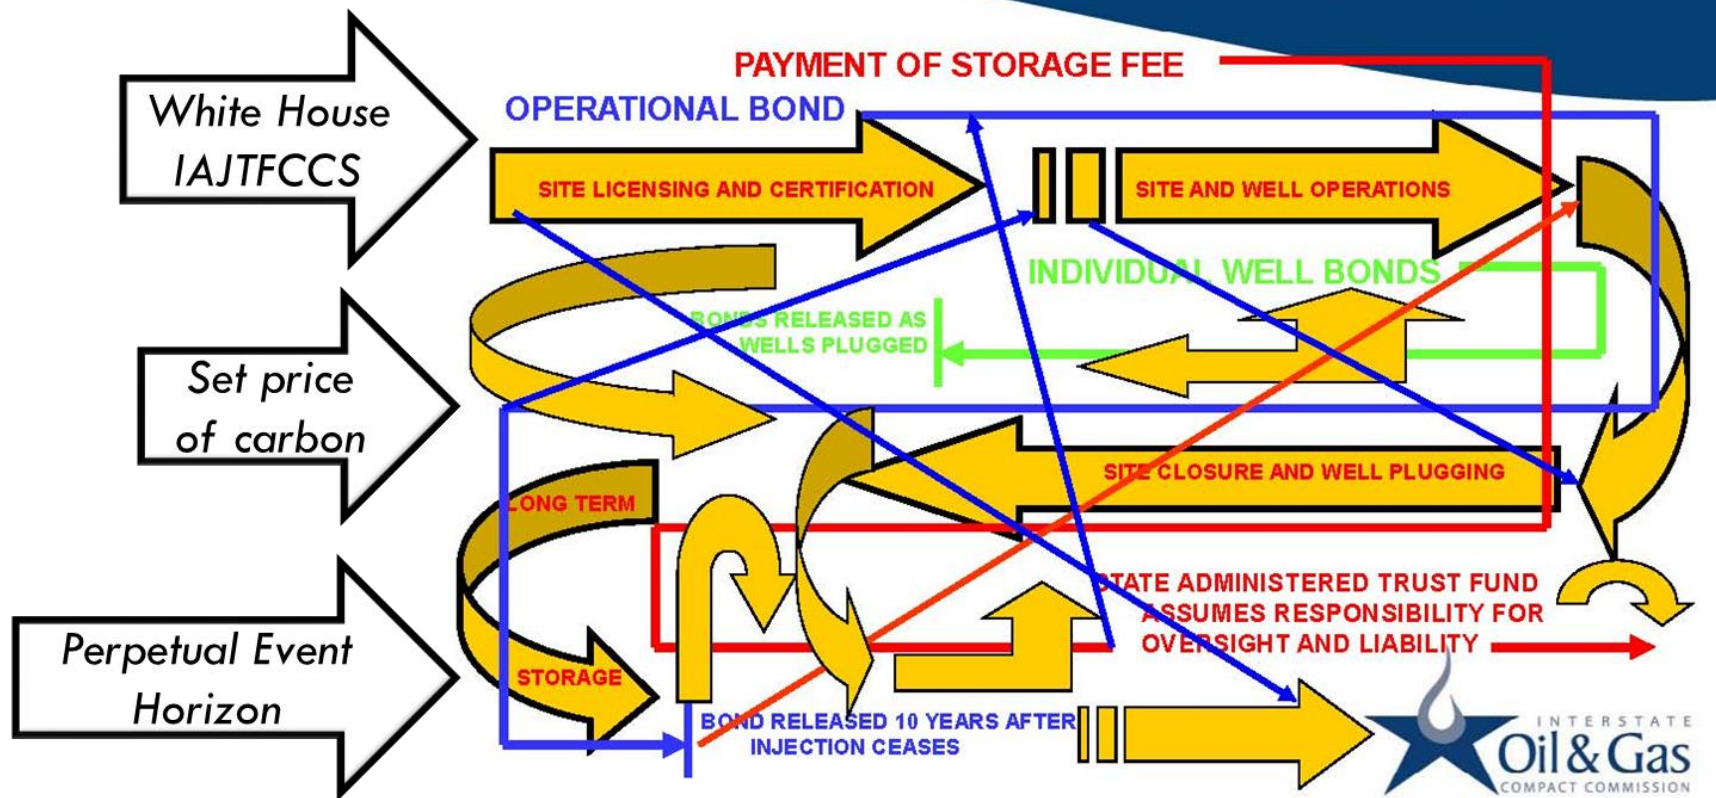 White House
IAJTFCCS
Set price
of carbon
Perpetual Event
Horizon
PAYMENT OF STORAGE FEE
OPERATIONAL BOND
SITE LICENSING AND CERTIFICATION
SITE AND WELL OPERATIONS
INDIVIDUAL WELL BONDS
BONDS RELEASED AS
WELLS PLUGGED
SITE CLOSURE AND WELL PLUGGING
LONG TERM
STORAGE
STATE ADMINISTERED TRUST FUND
ASSUMES RESPONSIBILITY FOR
OVERSIGHT AND LIABILITY
BOND RELEASED 10 YEARS AFTER
INJECTION CEASES
INTERSTATE
Oil & Gas
COMPACT COMMISSION